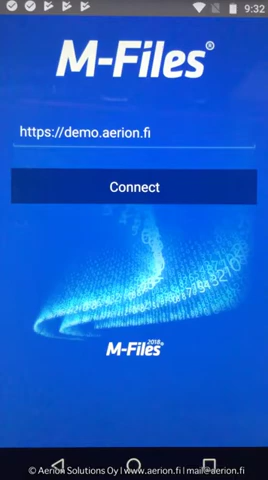 9:32
M-Files®
https://demo.aerion.fi
Connect
M-Files 2018®
© Aerion Solutions Oy | www.aerion.fi | mail@aerion.fi